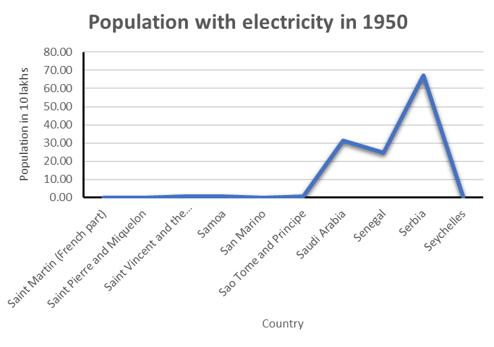 Population with electricity in 1950
Population in 10 lakhs
80.00
70.00
60.00
50.00
40.00
30.00
20.00
10.00
0.00
Saint Martin (French part)
Saint Pierre and Miquelon
Saint Vincent and the...
Samoa
San Marino
Sao Tome and Principe
Saudi Arabia
Senegal
Serbia
Seychelles
Country